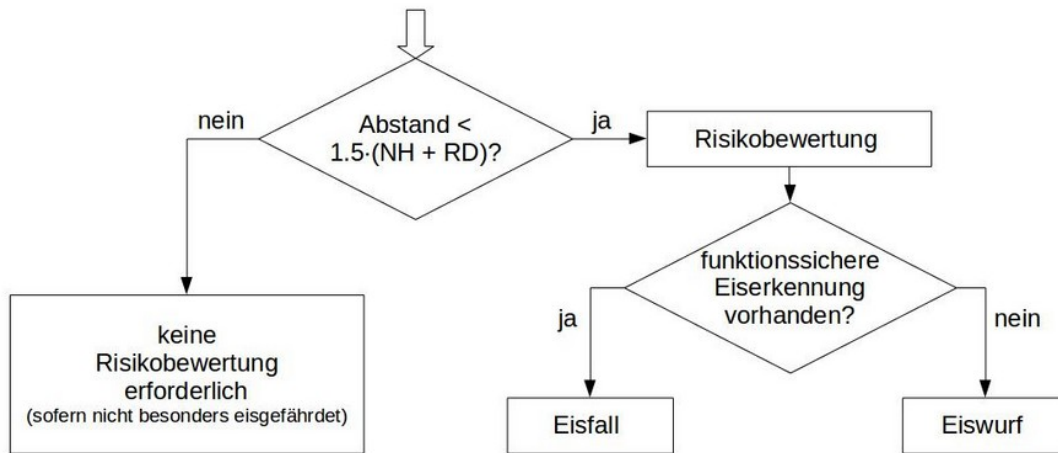 nein
Abstand <
1.5·(NH + RD)?
ja
Risikobewertung
funktionssichere
Eiserkennung
vorhanden?
ja
nein
keine
Risikobewertung
erforderlich
(sofern nicht besonders eisgefährdet)
Eisfall
Eiswurf